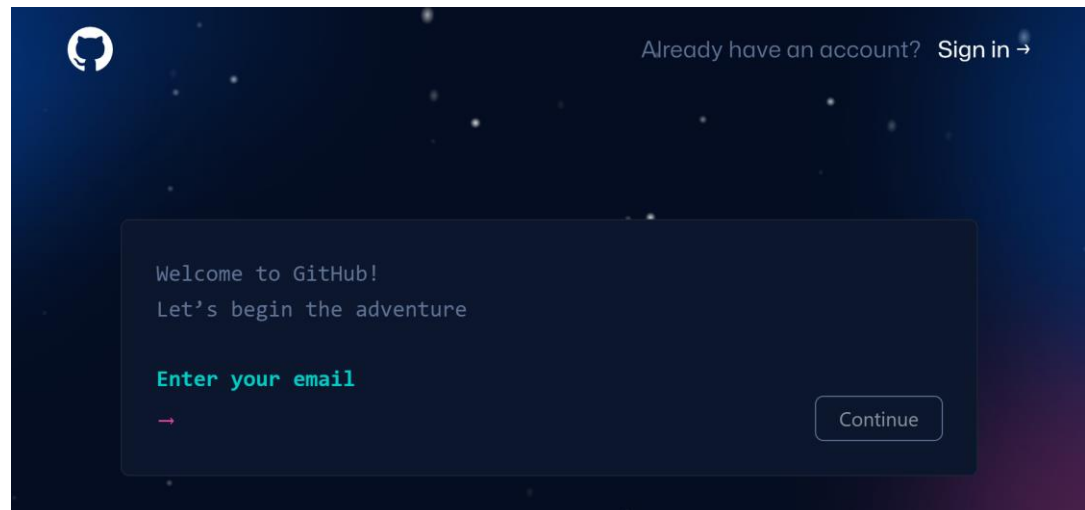 Already have an account? Sign in →
Welcome to GitHub!
Let’s begin the adventure
Enter your email
→
Continue